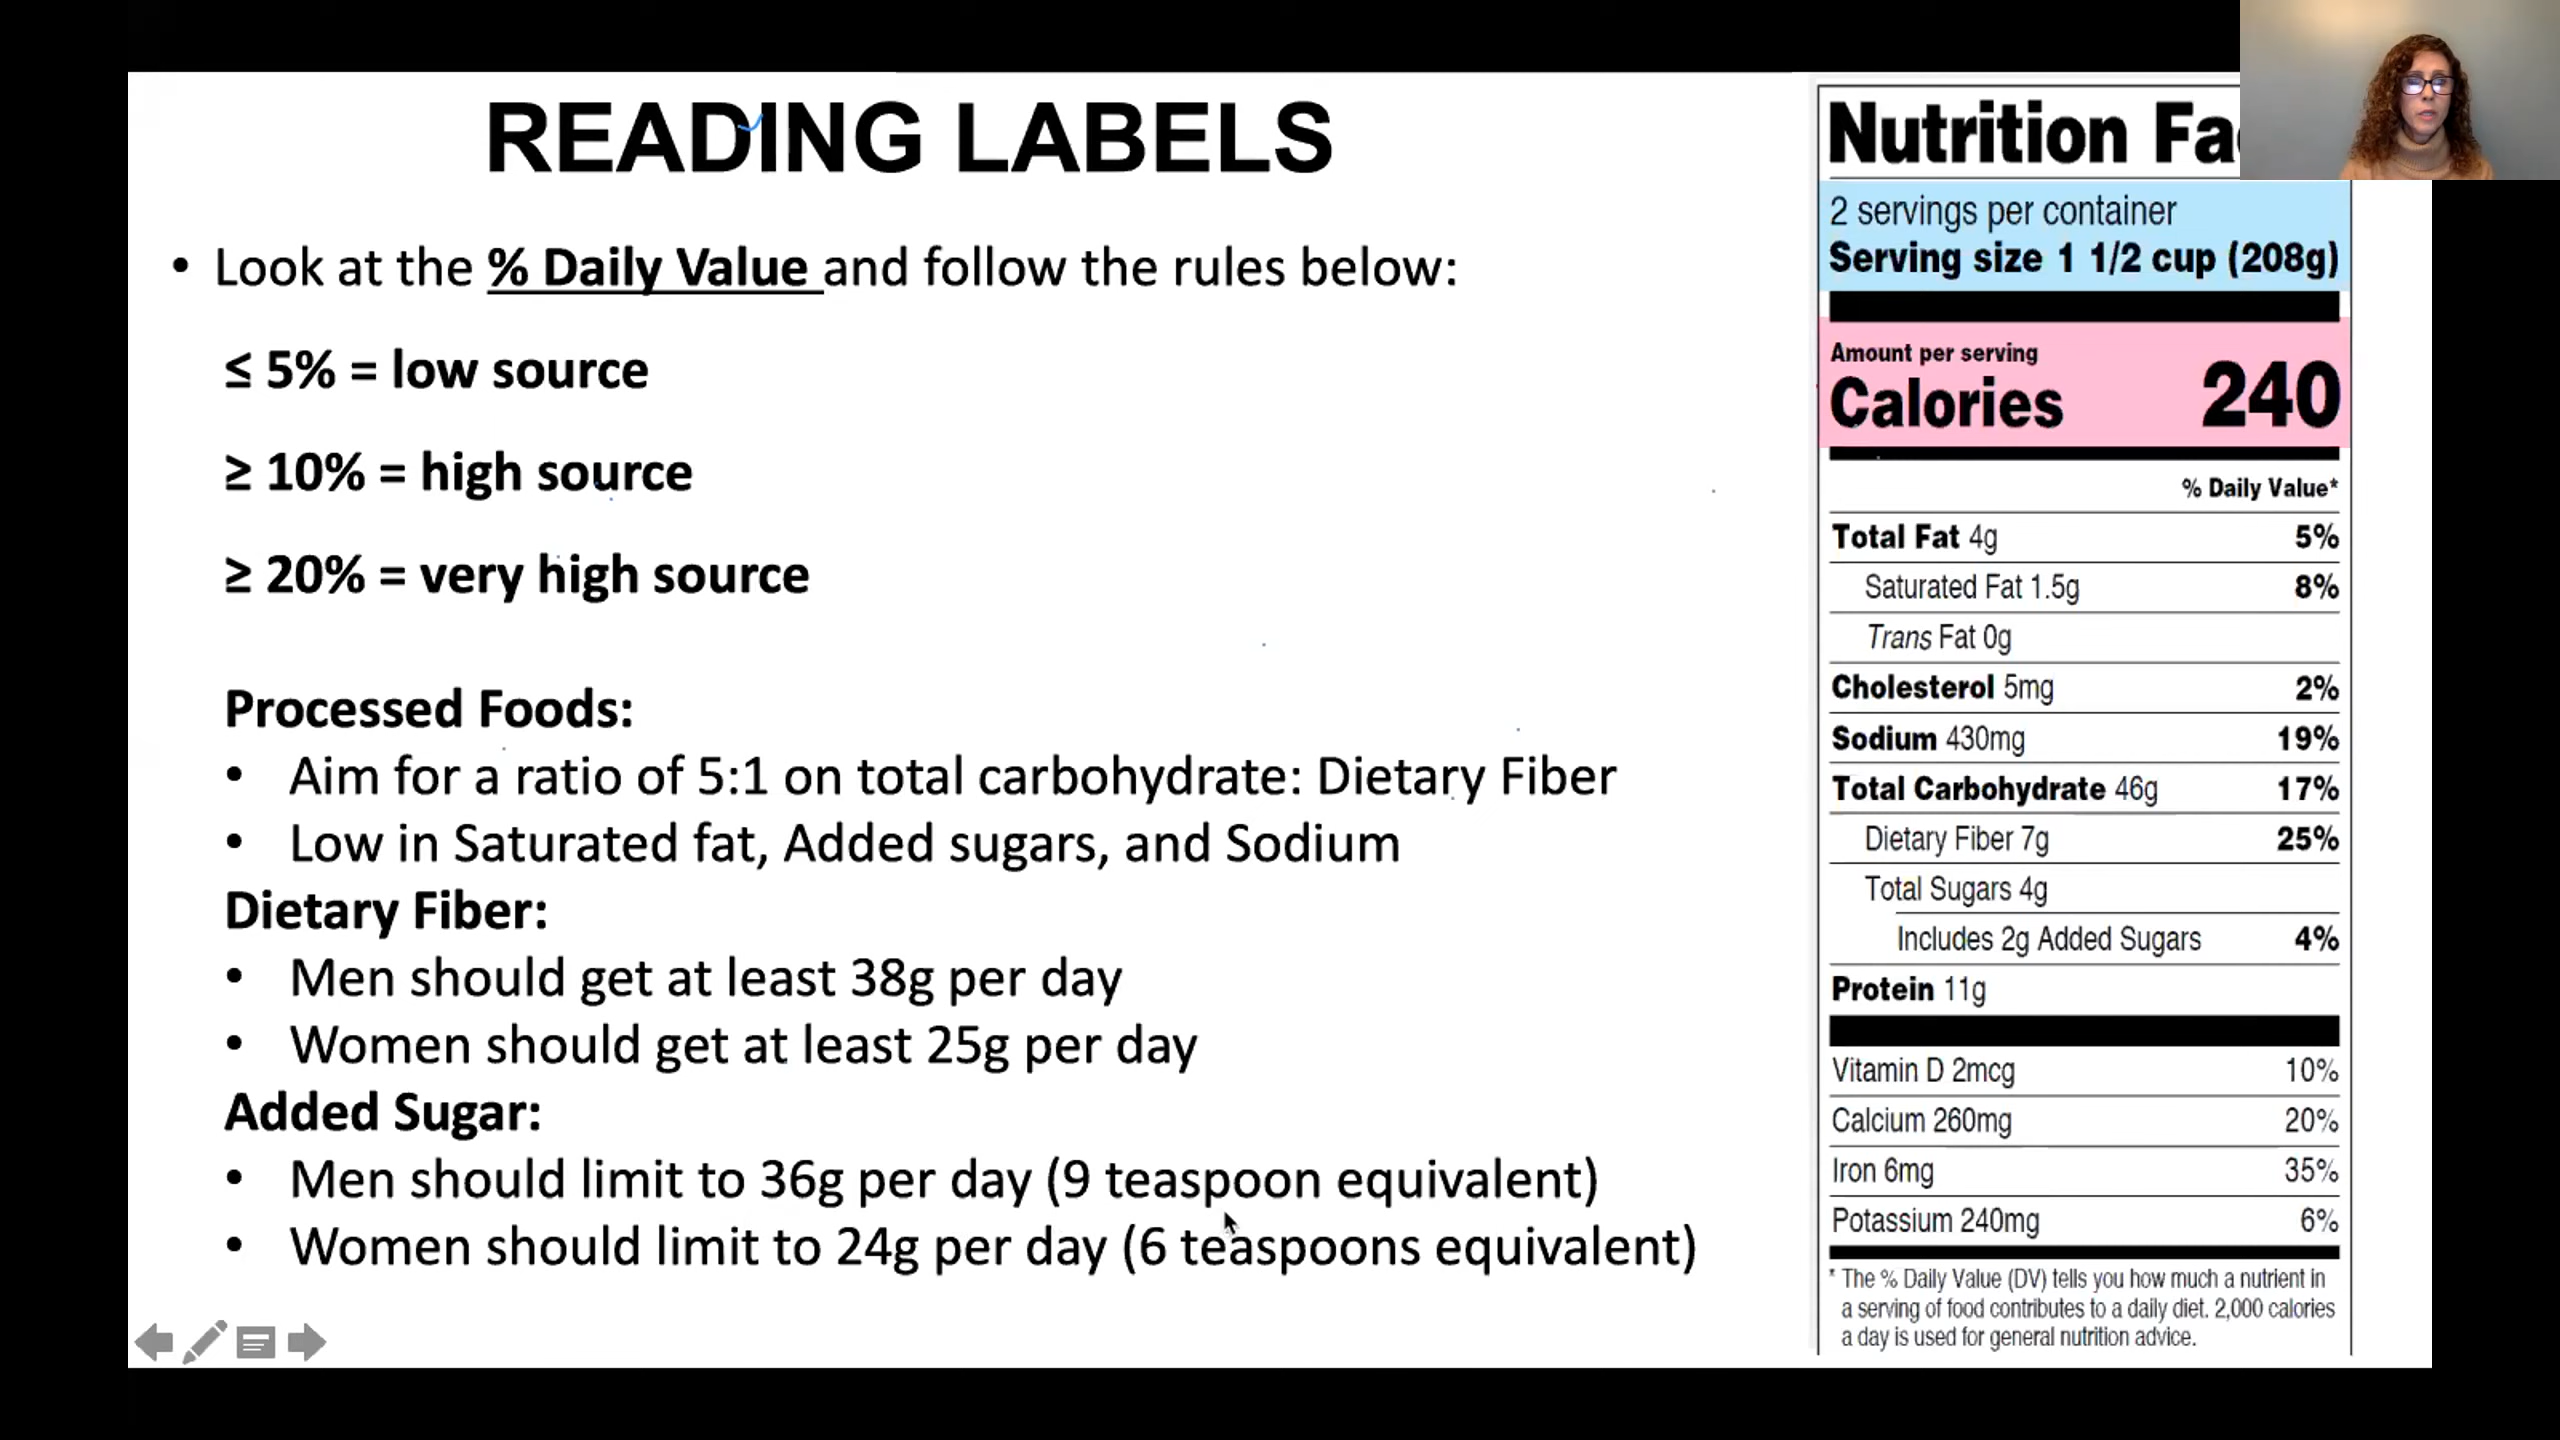 READING LABELS
• Look at the % Daily Value and follow the rules below:
≤ 5% = low source
≥ 10% = high source
≥ 20% = very high source
Processed Foods:
• Aim for a ratio of 5:1 on total carbohydrate: Dietary Fiber
• Low in Saturated fat, Added sugars, and Sodium
Dietary Fiber:
• Men should get at least 38g per day
• Women should get at least 25g per day
Added Sugar:
• Men should limit to 36g per day (9 teaspoon equivalent)
• Women should limit to 24g per day (6 teaspoons equivalent)
Nutrition Fa
2 servings per container
Serving size 1 1/2 cup (208g)
Amount per serving
Calories 240
% Daily Value*
Total Fat 4g 5%
Saturated Fat 1.5g 8%
Trans Fat 0g
Cholesterol 5mg 2%
Sodium 430mg 19%
Total Carbohydrate 46g 17%
Dietary Fiber 7g 25%
Total Sugars 4g
Includes 2g Added Sugars 4%
Protein 11g
Vitamin D 2mcg 10%
Calcium 260mg 20%
Iron 6mg 35%
Potassium 240mg 6%
* The % Daily Value (DV) tells you how much a nutrient in
a serving of food contributes to a daily diet. 2,000 calories
a day is used for general nutrition advice.